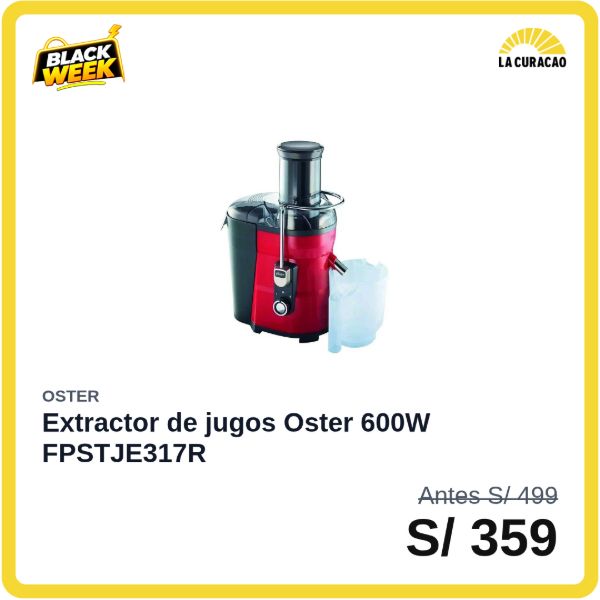 BLACK
WEEK
LA CURACAO
OSTER
Extractor de jugos Oster 600W
FPSTJE317R
Antes S/ 499
S/ 359